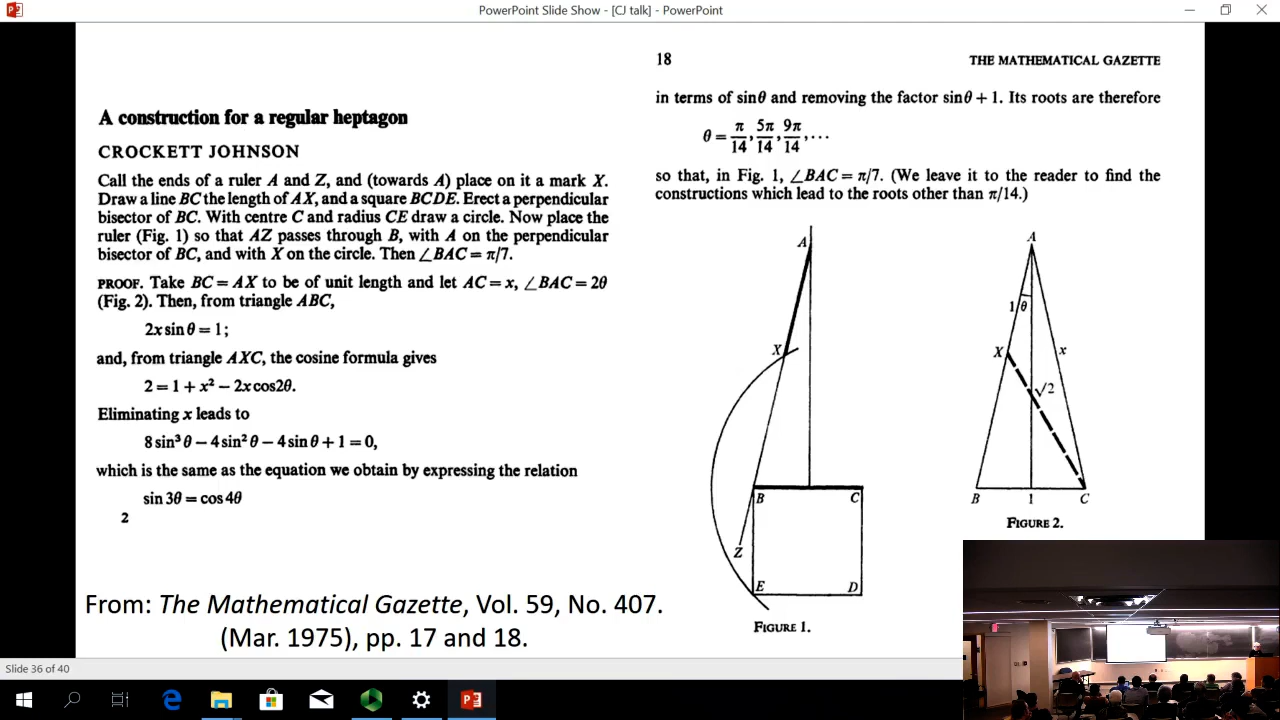 PowerPoint Slide Show - [CJ talk] - PowerPoint
A construction for a regular heptagon
CROCKETT JOHNSON
Call the ends of a ruler A and Z, and (towards A) place on it a mark X.
Draw a line BC the length of AX, and a square BCDE. Erect a perpendicular
bisector of BC. With centre C and radius CE draw a circle. Now place the
ruler (Fig. 1) so that AZ passes through B, with A on the perpendicular
bisector of BC, and with X on the circle. Then ∠BAC = π/7.
PROOF. Take BC = AX to be of unit length and let AC = x, ∠BAC = 2θ
(Fig. 2). Then, from triangle ABC,
2x sin θ = 1;
and, from triangle AXC, the cosine formula gives
2 = 1 + x² − 2x cos 2θ.
Eliminating x leads to
8 sin³ θ − 4 sin² θ − 4 sin θ + 1 = 0,
which is the same as the equation we obtain by expressing the relation
sin 3θ = cos 4θ
2
From: The Mathematical Gazette, Vol. 59, No. 407.
(Mar. 1975), pp. 17 and 18.
18 THE MATHEMATICAL GAZETTE
in terms of sin θ and removing the factor sin θ + 1. Its roots are therefore
θ = π/14, 5π/14, 9π/14, ...
so that, in Fig. 1, ∠BAC = π/7. (We leave it to the reader to find the
constructions which lead to the roots other than π/14.)
A
X
B
C
Z
E
D
FIGURE 1.
A
1
θ
X
x
√2
B
1
C
FIGURE 2.
Slide 36 of 40